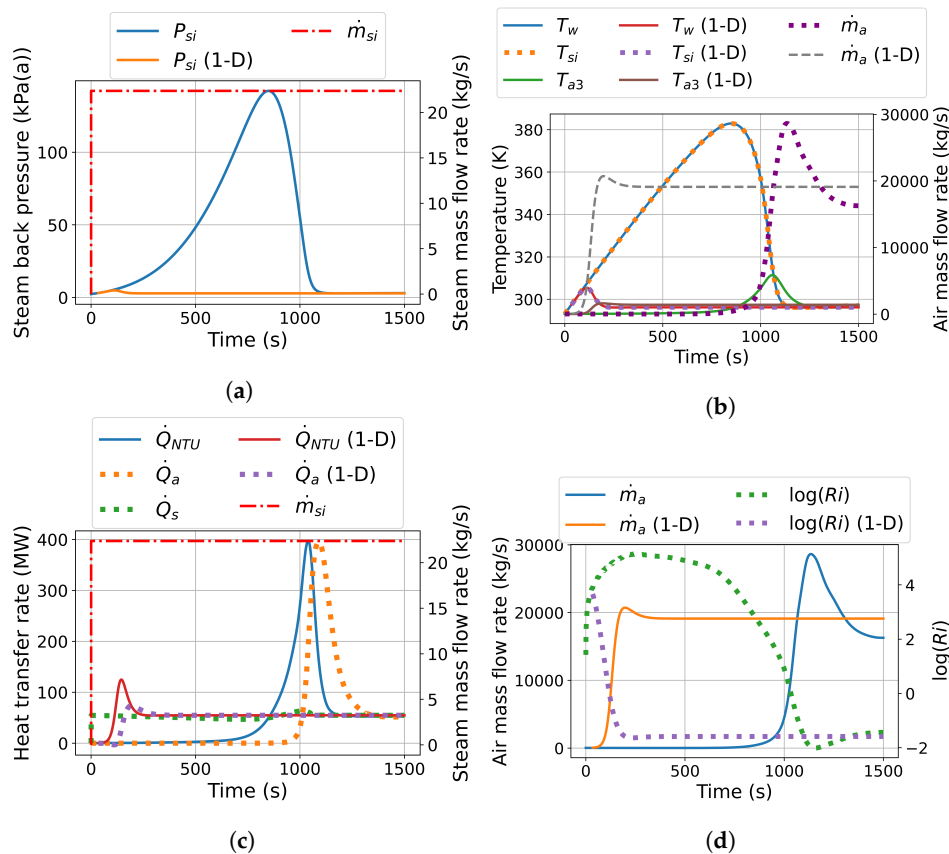 P_si
ṁ_si
P_si (1-D)
Steam back pressure (kPa(a))
100
50
0
20
15
10
5
0
Steam mass flow rate (kg/s)
0 500 1000 1500
Time (s)
(a)
T_w T_w (1-D) ṁ_a
T_si T_si (1-D) ṁ_a (1-D)
T_a3 T_a3 (1-D)
Temperature (K)
380
360
340
320
300
30000
20000
10000
0
Air mass flow rate (kg/s)
0 500 1000 1500
Time (s)
(b)
Q̇_NTU Q̇_NTU (1-D)
Q̇_a Q̇_a (1-D)
Q̇_s ṁ_si
Heat transfer rate (MW)
400
300
200
100
0
20
15
10
5
0
Steam mass flow rate (kg/s)
0 500 1000 1500
Time (s)
(c)
ṁ_a log(Ri)
ṁ_a (1-D) log(Ri) (1-D)
Air mass flow rate (kg/s)
30000
20000
10000
0
4
2
0
−2
log(Ri)
0 500 1000 1500
Time (s)
(d)